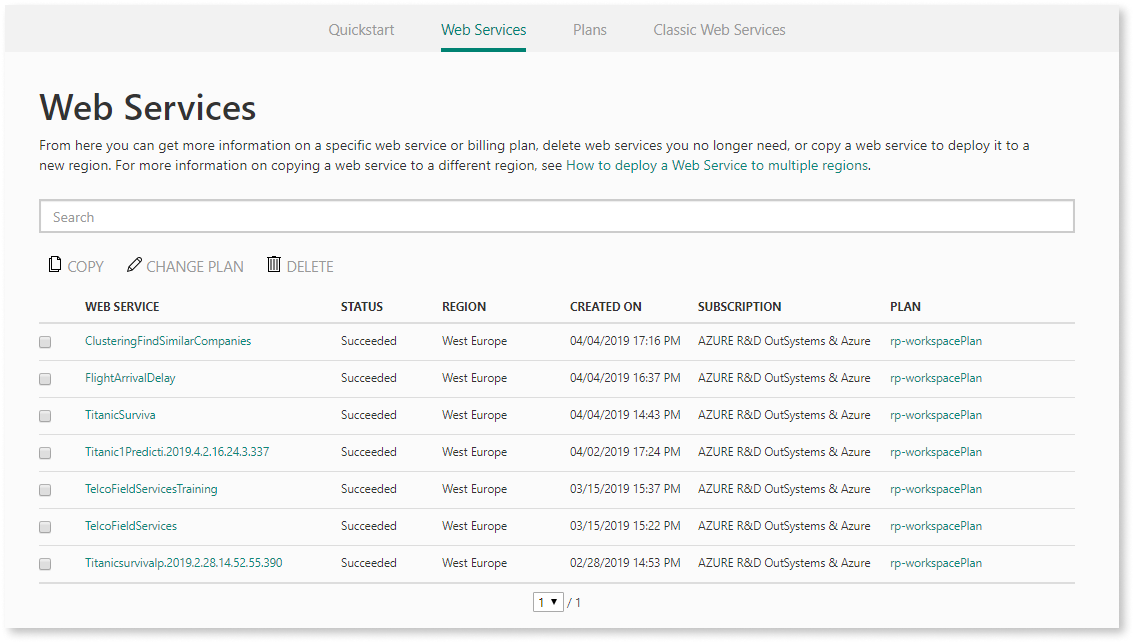 Quickstart Web Services Plans Classic Web Services
Web Services
From here you can get more information on a specific web service or billing plan, delete web services you no longer need, or copy a web service to deploy it to a
new region. For more information on copying a web service to a different region, see How to deploy a Web Service to multiple regions.
Search
COPY CHANGE PLAN DELETE
WEB SERVICE STATUS REGION CREATED ON SUBSCRIPTION PLAN
ClusteringFindSimilarCompanies Succeeded West Europe 04/04/2019 17:16 PM AZURE R&D OutSystems & Azure rp-workspacePlan
FlightArrivalDelay Succeeded West Europe 04/04/2019 16:37 PM AZURE R&D OutSystems & Azure rp-workspacePlan
TitanicSurviva Succeeded West Europe 04/04/2019 14:43 PM AZURE R&D OutSystems & Azure rp-workspacePlan
Titanic1Predicti.2019.4.2.16.24.3.337 Succeeded West Europe 04/02/2019 17:24 PM AZURE R&D OutSystems & Azure rp-workspacePlan
TelcoFieldServicesTraining Succeeded West Europe 03/15/2019 15:37 PM AZURE R&D OutSystems & Azure rp-workspacePlan
TelcoFieldServices Succeeded West Europe 03/15/2019 15:22 PM AZURE R&D OutSystems & Azure rp-workspacePlan
Titanicsurvivalp.2019.2.28.14.52.55.390 Succeeded West Europe 02/28/2019 14:53 PM AZURE R&D OutSystems & Azure rp-workspacePlan
1 / 1